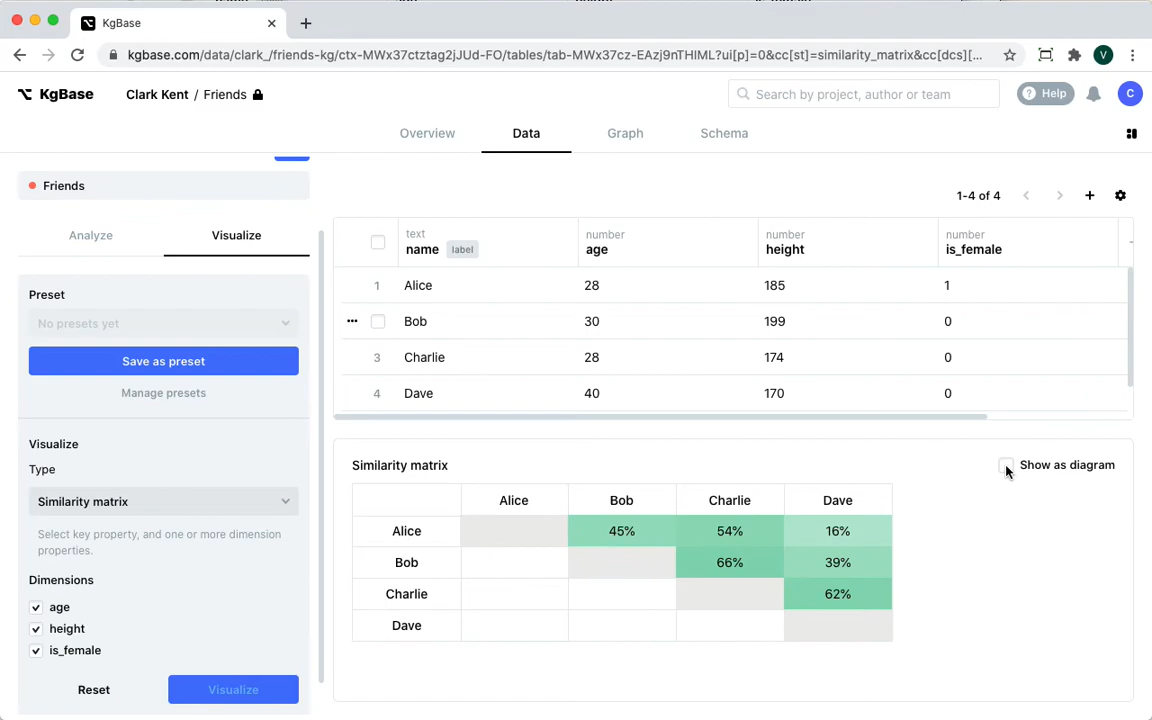 KgBase
kgbase.com/data/clark_/friends-kg/ctx-MWx37ctztag2jJUd-FO/tables/tab-MWx37cz-EAzj9nTHIML?ui[p]=0&cc[st]=similarity_matrix&cc[dcs][...
V
KgBase
Clark Kent / Friends
Search by project, author or team
? Help
C
Overview
Data
Graph
Schema
Friends
1-4 of 4
Analyze
Visualize
text
name label
number
age
number
height
number
is_female
1 Alice 28 185 1
Bob 30 199 0
3 Charlie 28 174 0
4 Dave 40 170 0
Preset
No presets yet
Save as preset
Manage presets
Visualize
Type
Similarity matrix
Select key property, and one or more dimension
properties.
Dimensions
age
height
is_female
Reset
Visualize
Similarity matrix
Show as diagram
Alice Bob Charlie Dave
Alice 45% 54% 16%
Bob 66% 39%
Charlie 62%
Dave